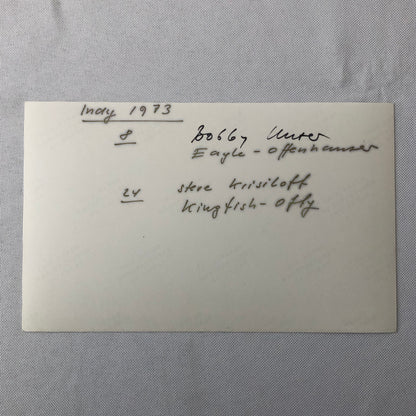 Indy 1973
8 Bobby Unser
Eagle - Offenhauser
24 Steve Krisiloff
Kingfish - Offy